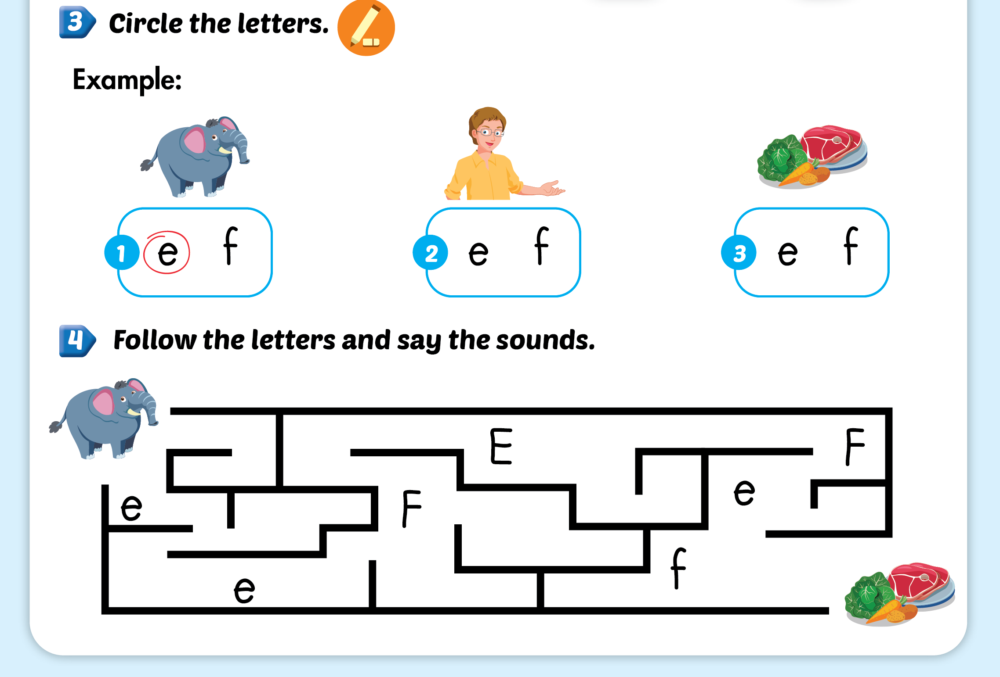 3 Circle the letters.
Example:
1 e f
2 e f
3 e f
4 Follow the letters and say the sounds.
E F
e F e
e f